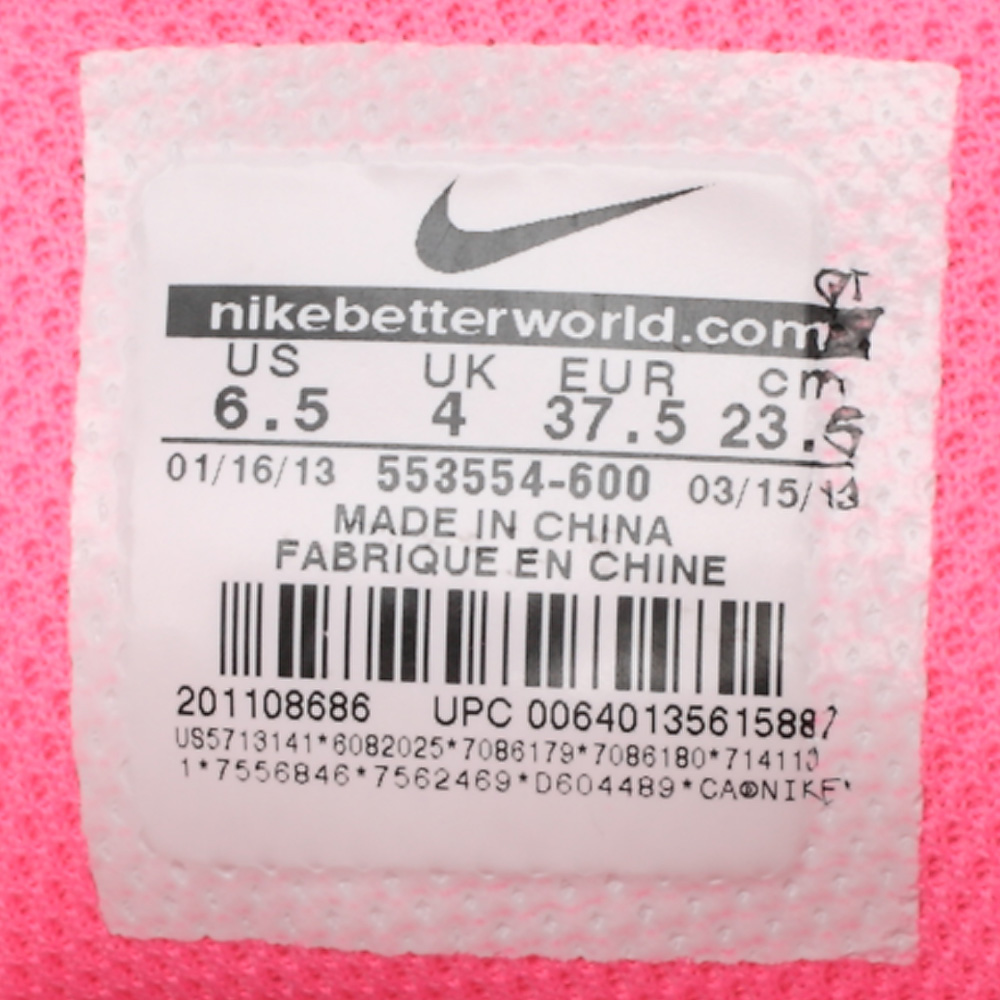 QT
nikebetterworld.com
US UK EUR cm
6.5 4 37.5 23.5
01/16/13 553554-600 03/15/13
MADE IN CHINA
FABRIQUE EN CHINE
201108686 UPC 00640135615887
US5713141*6082025*7086179*7086180*714113
1*7556846*7562469*D604489*CA®NIKE*